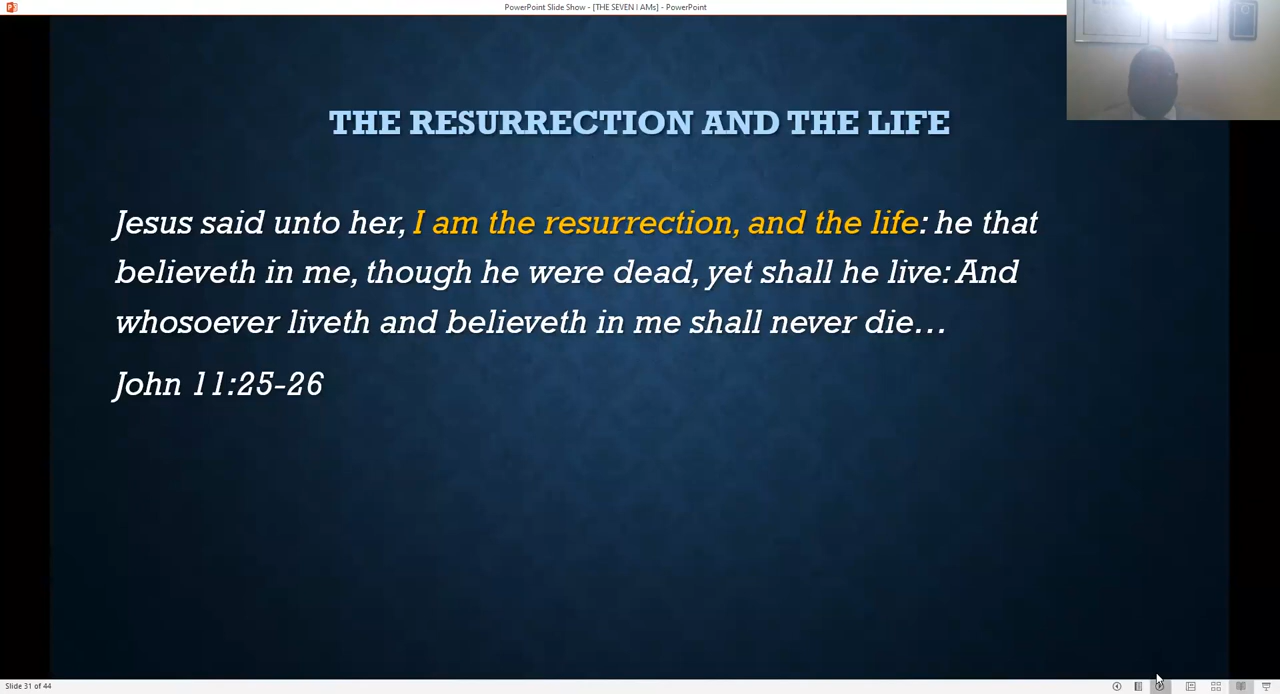 PowerPoint Slide Show - [THE SEVEN I AMs] - PowerPoint
THE RESURRECTION AND THE LIFE
Jesus said unto her, I am the resurrection, and the life: he that
believeth in me, though he were dead, yet shall he live: And
whosoever liveth and believeth in me shall never die…
John 11:25-26
Slide 31 of 44